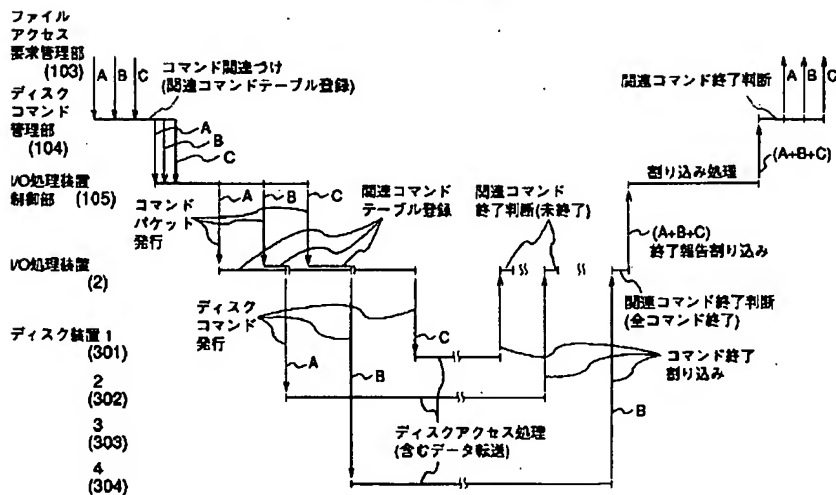 ファイル
アクセス
要求管理部
(103)
A
B
C
コマンド関連づけ
(関連コマンドテーブル登録)
関連コマンド終了判断
A
B
C
ディスク
コマンド
管理部
(104)
A
B
C
(A+B+C)
I/O処理装置
制御部 (105)
コマンド
パケット
発行
A
B
C
関連コマンド
テーブル登録
関連コマンド
終了判断(未終了)
割り込み処理
(A+B+C)
終了報告割り込み
I/O処理装置
(2)
ディスク
コマンド
発行
関連コマンド終了判断
(全コマンド終了)
ディスク装置 1
(301)
C
A
B
コマンド終了
割り込み
B
2
(302)
3
(303)
ディスクアクセス処理
(含むデータ転送)
4
(304)